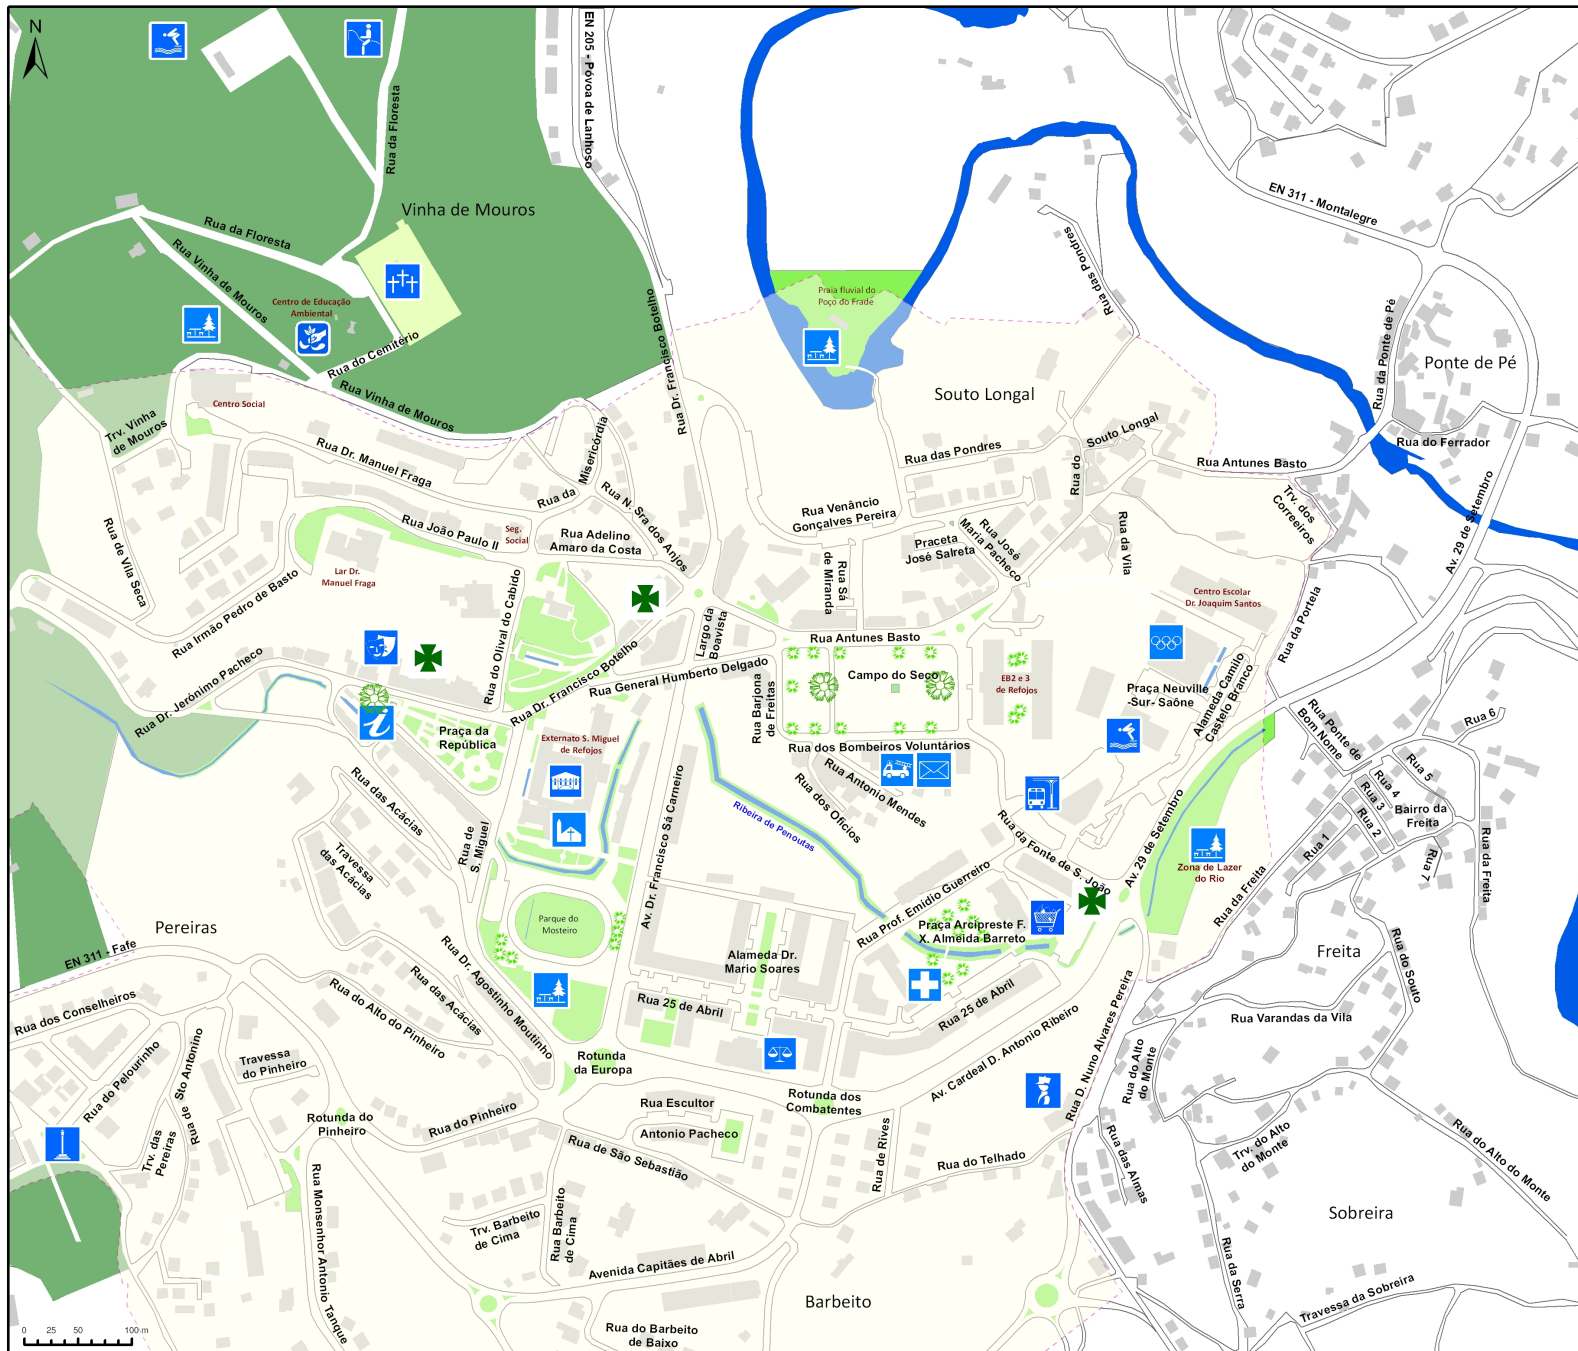 N
EN 205 - Póvoa de Lanhoso
Rua da Floresta
Vinha de Mouros
Rua da Floresta
Rua Vinha de Mouros
Centro de Educação
Ambiental
Rua do Cemitério
Rua Vinha de Mouros
Rua Dr. Francisco Botelho
Praia fluvial do
Poço do Frade
Rua das Pondres
EN 311 - Montalegre
Rua da Ponte de Pé
Ponte de Pé
Rua do Ferrador
Souto Longal
Souto Longal
Rua do
Rua das Pondres
Rua Antunes Basto
Trv. dos
Correeiros
Av. 29 de Setembro
Centro Social
Trv. Vinha
de Mouros
Rua Dr. Manuel Fraga
Rua da
Misericórdia
Rua N. Sra dos Anjos
Rua João Paulo II
Seg.
Social
Rua Adelino
Amaro da Costa
Rua de Vila Seca
Lar Dr.
Manuel Fraga
Rua Irmão Pedro de Basto
Rua do Olival do Cabido
Rua Venâncio
Gonçalves Pereira
Praceta
José Salreta
Rua José
Maria Pacheco
Rua da Vila
Rua Sá
de Miranda
Centro Escolar
Dr. Joaquim Santos
Rua da Portela
Rua Dr. Jerónimo Pacheco
Rua Dr. Francisco Botelho
Largo da
Boavista
Rua General Humberto Delgado
Rua Antunes Basto
Campo do Seco
Rua Barjona
de Freitas
EB2 e 3
de Refojos
Praça Neuville
-Sur- Saône
Alameda Camilo
Castelo Branco
Praça da
República
Externato S. Miguel
de Refojos
Rua dos Bombeiros Voluntários
Rua Antonio Mendes
Rua dos Ofícios
Ribeira de Penoutas
Rua das Acácias
Travessa
das Acácias
Rua de
S. Miguel
Av. Dr. Francisco Sá Carneiro
Rua Ponte de
Bom Nome
Rua 6
Rua 5
Rua 4
Rua 3
Rua 2
Rua 1
Rua 7
Bairro da
Freita
Rua da Freita
Rua da Freita
Av. 29 de Setembro
Zona de Lazer
do Rio
Rua da Fonte de S. João
Rua Prof. Emídio Guerreiro
Praça Arcipreste F.
X. Almeida Barreto
Parque do
Mosteiro
Alameda Dr.
Mario Soares
Pereiras
EN 311 - Fafe
Rua Dr. Agostinho Moutinho
Rua das Acácias
Rua do Alto do Pinheiro
Rua 25 de Abril
Rua 25 de Abril
Freita
Rua do Souto
Rua Varandas da Vila
Rua dos Conselheiros
Rua do Pelourinho
Rua de Sto Antonino
Trv. das
Pereiras
Travessa
do Pinheiro
Rotunda do
Pinheiro
Rua do Pinheiro
Rotunda
da Europa
Rotunda dos
Combatentes
Av. Cardeal D. Antonio Ribeiro
Rua D. Nuno Alvares Pereira
Rua do Alto
do Monte
Trv. do Alto
do Monte
Rua do Alto do Monte
Rua Escultor
Antonio Pacheco
Rua de São Sebastião
Rua de Rives
Rua do Telhado
Rua das Almas
Rua Monsenhor Antonio Tanque
Trv. Barbeito
de Cima
Rua Barbeito
de Cima
Avenida Capitães de Abril
Sobreira
Rua da Serra
Travessa da Sobreira
Barbeito
Rua do Barbeito
de Baixo
0 25 50 100 m